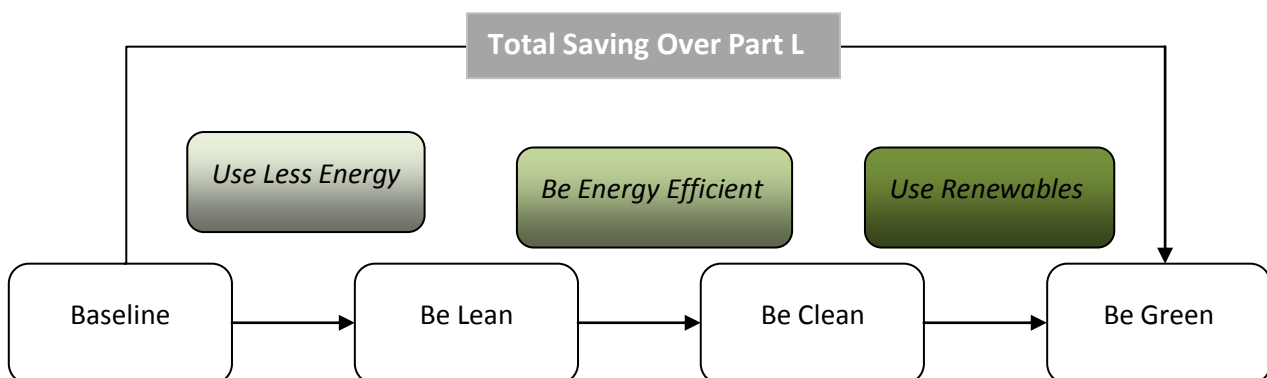 Total Saving Over Part L
Use Less Energy
Be Energy Efficient
Use Renewables
Baseline
Be Lean
Be Clean
Be Green